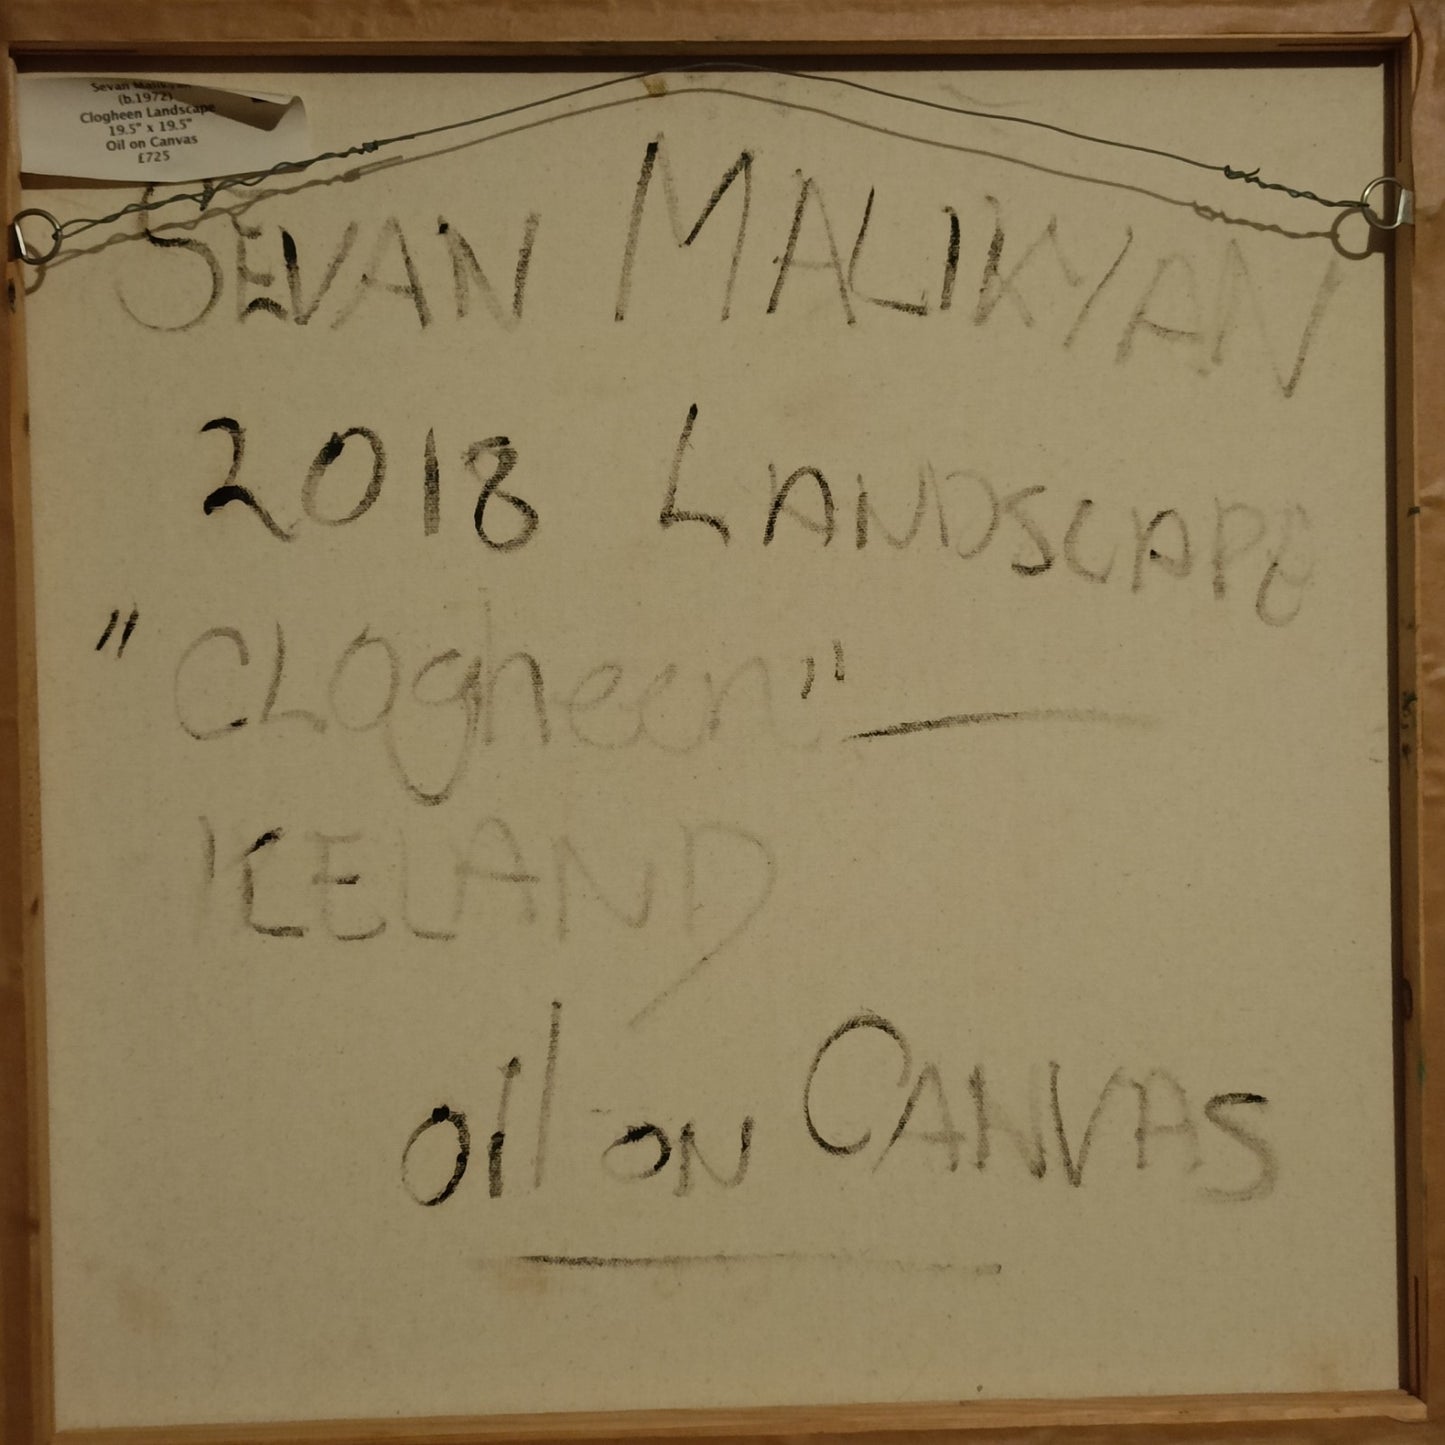 Sevan Malikyan
(b.1972)
Clogheen Landscape
19.5" x 19.5"
Oil on Canvas
£725
SEVAN MALIKYAN
2018 LANDSCAPE
"CLOgheen"
ICELAND
OIl ON CANVAS